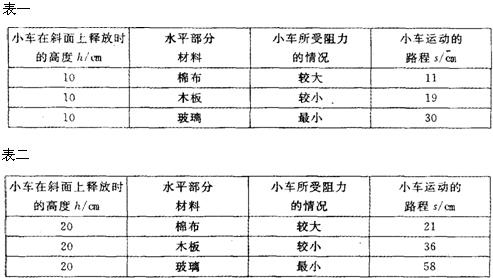 表一
小车在斜面上释放时的高度 h/cm 水平部分材料 小车所受阻力的情况 小车运动的路程 s/cm
10 棉布 较大 11
10 木板 较小 19
10 玻璃 最小 30
表二
小车在斜面上释放时的高度 h/cm 水平部分材料 小车所受阻力的情况 小车运动的路程 s/cm
20 棉布 较大 21
20 木板 较小 36
20 玻璃 最小 58